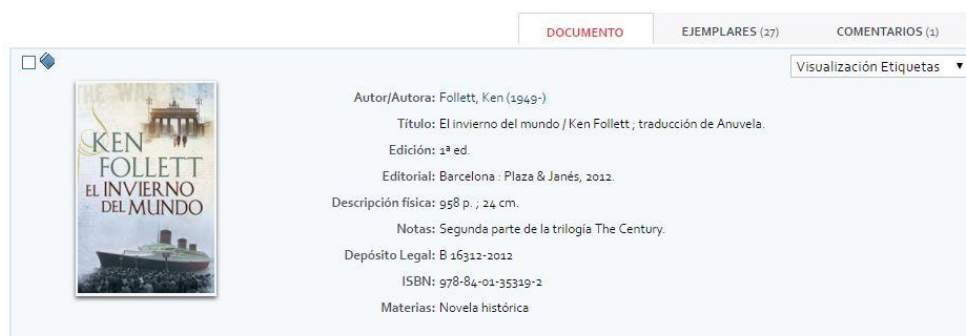 DOCUMENTO
EJEMPLARES (27)
COMENTARIOS (1)
Visualización Etiquetas
KEN
FOLLETT
EL INVIERNO
DEL MUNDO
Autor/Autora: Follett, Ken (1949-)
Título: El invierno del mundo / Ken Follett ; traducción de Anuvela.
Edición: 1ª ed.
Editorial: Barcelona : Plaza & Janés, 2012.
Descripción física: 958 p. ; 24 cm.
Notas: Segunda parte de la trilogía The Century.
Depósito Legal: B 16312-2012
ISBN: 978-84-01-35319-2
Materias: Novela histórica